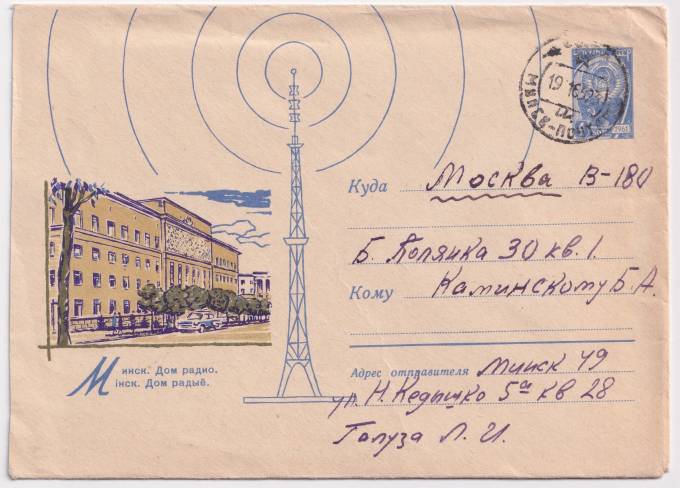 1961
Куда Москва В-180
Б. Полянка 30 кв. 1.
Кому Каминскому Б. А.
Адрес отправителя Минск 49
ул. Н. Кедышко 5а кв 28
Голуза Л. И.
Минск. Дом радио.
Мінск. Дом радыё.